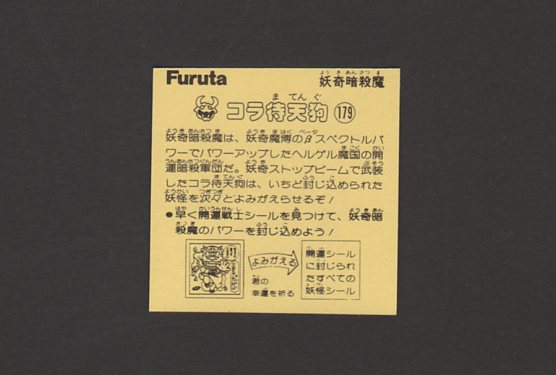 Furuta
妖奇暗殺魔
コラ待天狗 179
妖奇暗殺魔は、妖奇魔博のβスペクトルパ
ワーでパワーアップしたヘルゲル魔国の開
運暗殺軍団だ。妖奇ストップビームで武装
したコラ待天狗は、いちど封じ込められた
妖怪を次々とよみがえらせるぞ!
●早く開運戦士シールを見つけて、妖奇暗
殺魔のパワーを封じ込めよう!
よみがえる
君の
幸運を祈る
開運シール
に封じられ
たすべての
妖怪シール